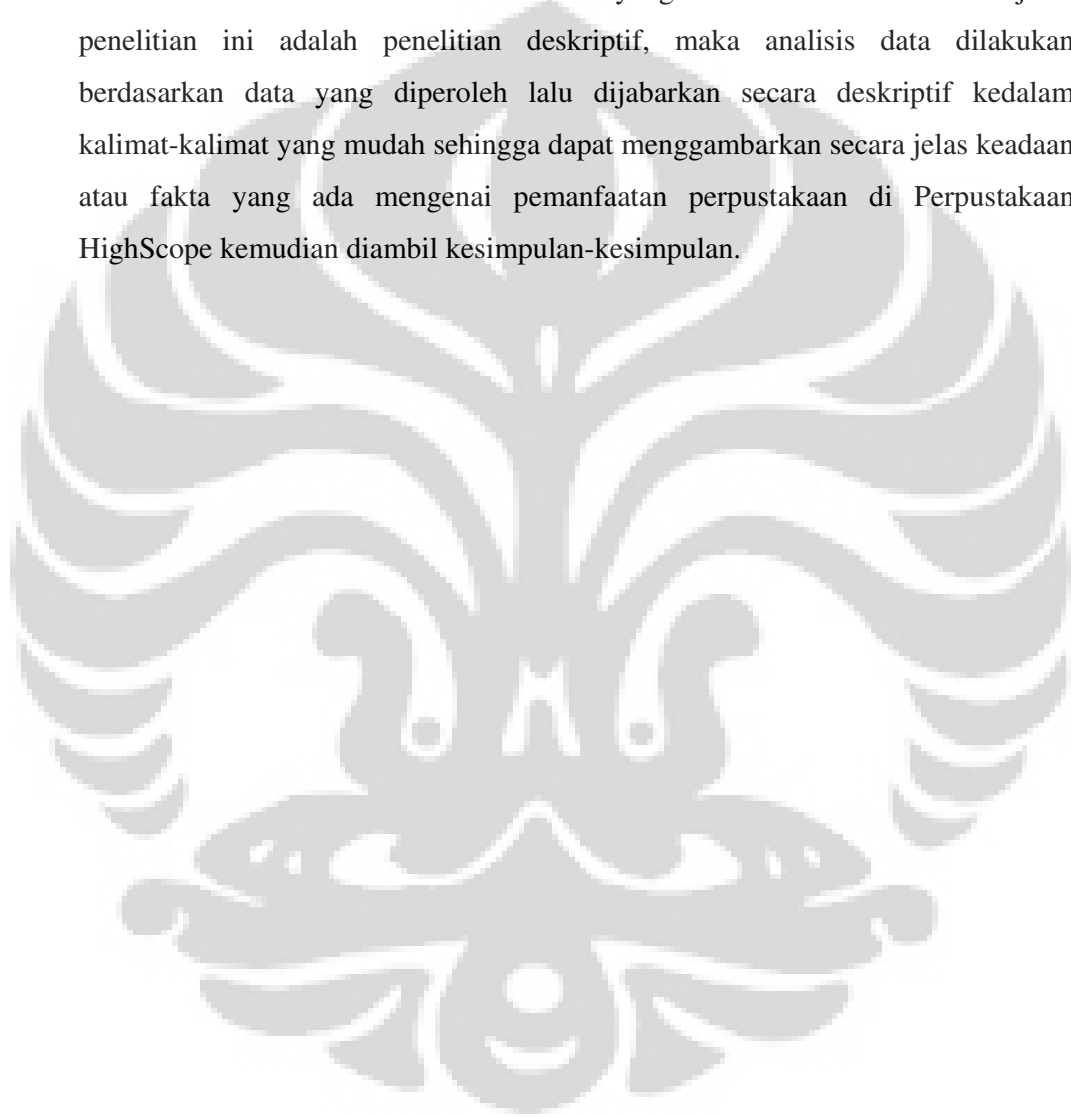 penelitian ini adalah penelitian deskriptif, maka analisis data dilakukan
berdasarkan data yang diperoleh lalu dijabarkan secara deskriptif kedalam
kalimat-kalimat yang mudah sehingga dapat menggambarkan secara jelas keadaan
atau fakta yang ada mengenai pemanfaatan perpustakaan di Perpustakaan
HighScope kemudian diambil kesimpulan-kesimpulan.